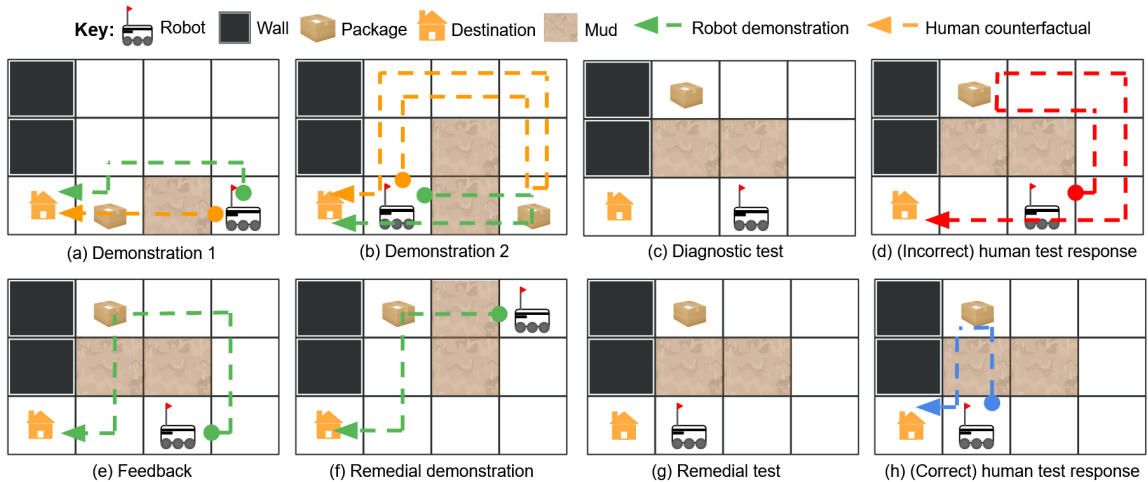 Key: Robot Wall Package Destination Mud Robot demonstration Human counterfactual
(a) Demonstration 1 (b) Demonstration 2 (c) Diagnostic test (d) (Incorrect) human test response
(e) Feedback (f) Remedial demonstration (g) Remedial test (h) (Correct) human test response